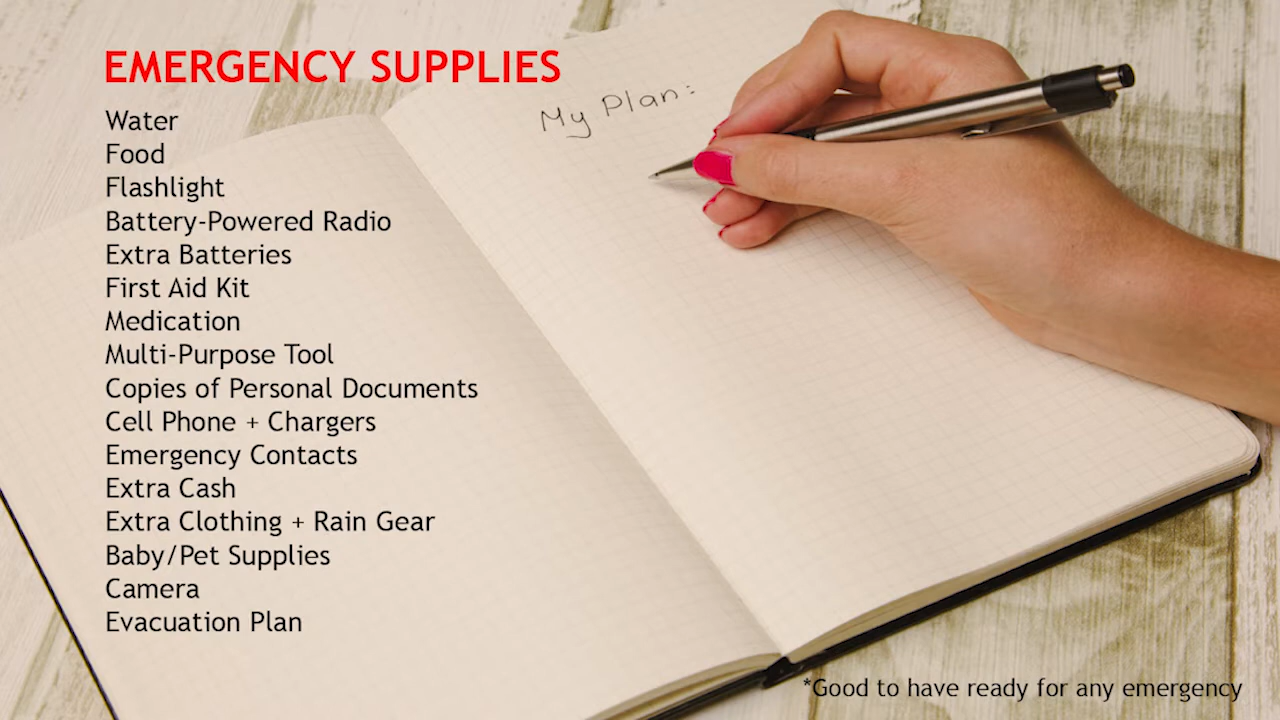 EMERGENCY SUPPLIES
Water
Food
Flashlight
Battery-Powered Radio
Extra Batteries
First Aid Kit
Medication
Multi-Purpose Tool
Copies of Personal Documents
Cell Phone + Chargers
Emergency Contacts
Extra Cash
Extra Clothing + Rain Gear
Baby/Pet Supplies
Camera
Evacuation Plan
My Plan:
*Good to have ready for any emergency